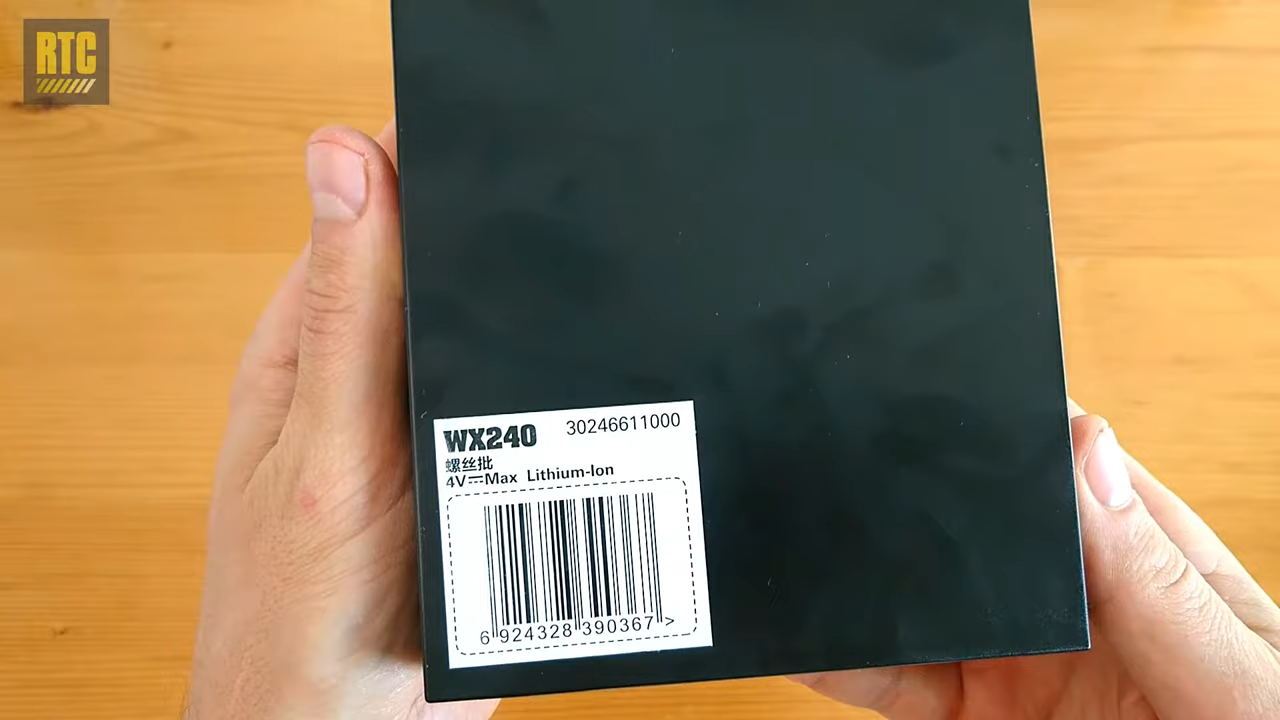 RTC
WX240 30246611000
螺丝批
4V⎓Max Lithium-Ion
6 924328 390367 >